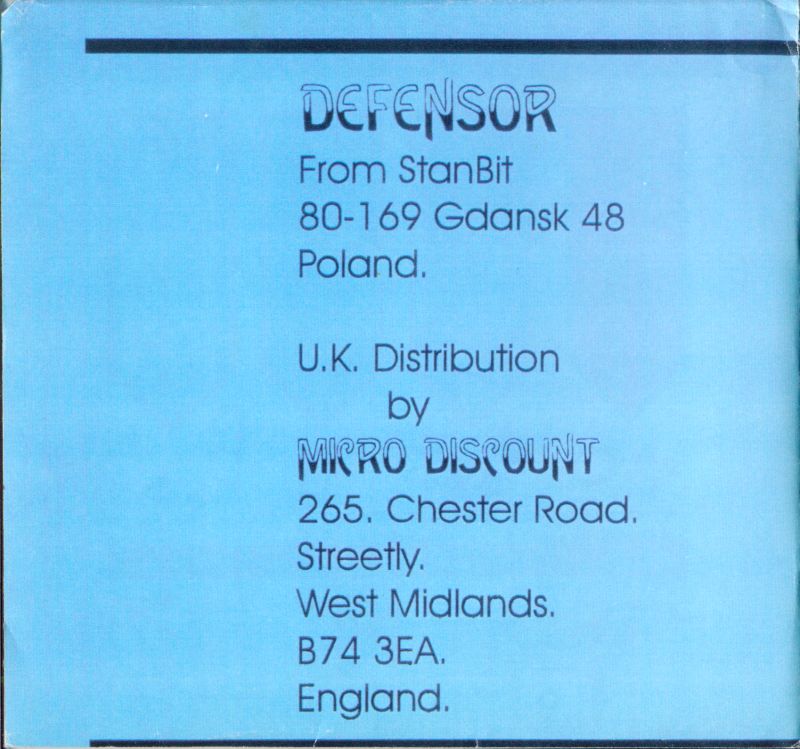 DEFENSOR
From StanBit
80-169 Gdansk 48
Poland.
U.K. Distribution
by
MICRO DISCOUNT
265. Chester Road.
Streetly.
West Midlands.
B74 3EA.
England.